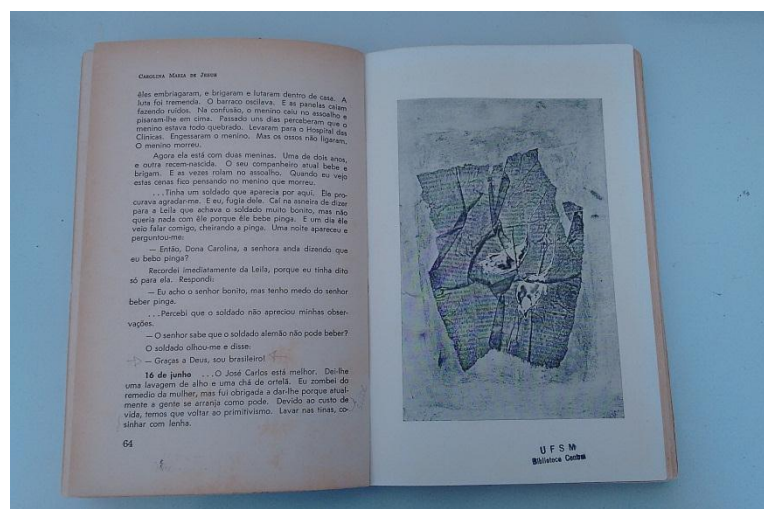 CAROLINA MARIA DE JESUS
êles embriagaram, e brigarem e lutaram dentro de casa. A
luta foi tremenda. O barraco oscilava. E as panelas caiam
fazendo ruidos. Na confusão, o menino caiu no assoalho e
pisaram-lhe em cima. Passado uns dias perceberam que o
menino estava todo quebrado. Levaram para o Hospital das
Clinicas. Engessaram o menino. Mas os ossos não ligaram.
O menino morreu.
Agora ela está com duas meninas. Uma de dois anos,
e outra recem-nascida. O seu companheiro atual bebe e
brigam. E as vezes rolam no assoalho. Quando eu vejo
estas cenas fico pensando no menino que morreu.
...Tinha um soldado que aparecia por aqui. Ele pro-
curava agradar-me. E eu, fugia dele. Cai na asneira de dizer
para a Leila que achava o soldado muito bonito, mas não
queria nada com êle porque êle bebe pinga. E um dia êle
veio falar comigo, cheirando a pinga. Uma noite apareceu e
perguntou-me:
— Então, Dona Carolina, a senhora anda dizendo que
eu bebo pinga?
Recordei imediatamente da Leila, porque eu tinha dito
só para ela. Respondi:
— Eu acho o senhor bonito, mas tenho medo do senhor
beber pinga.
...Percebi que o soldado não apreciou minhas obser-
vações.
— O senhor sabe que o soldado alemão não pode beber?
O soldado olhou-me e disse:
— Graças a Deus, sou brasileiro!
16 de junho ...O José Carlos está melhor. Dei-lhe
uma lavagem de alho e uma chá de ortelã. Eu zombei do
remedio da mulher, mas fui obrigada a dar-lhe porque atual-
mente a gente se arranja como pode. Devido ao custo de
vida, temos que voltar ao primitivismo. Lavar nas tinas, co-
sinhar com lenha.
64
UFSM
Biblioteca Central